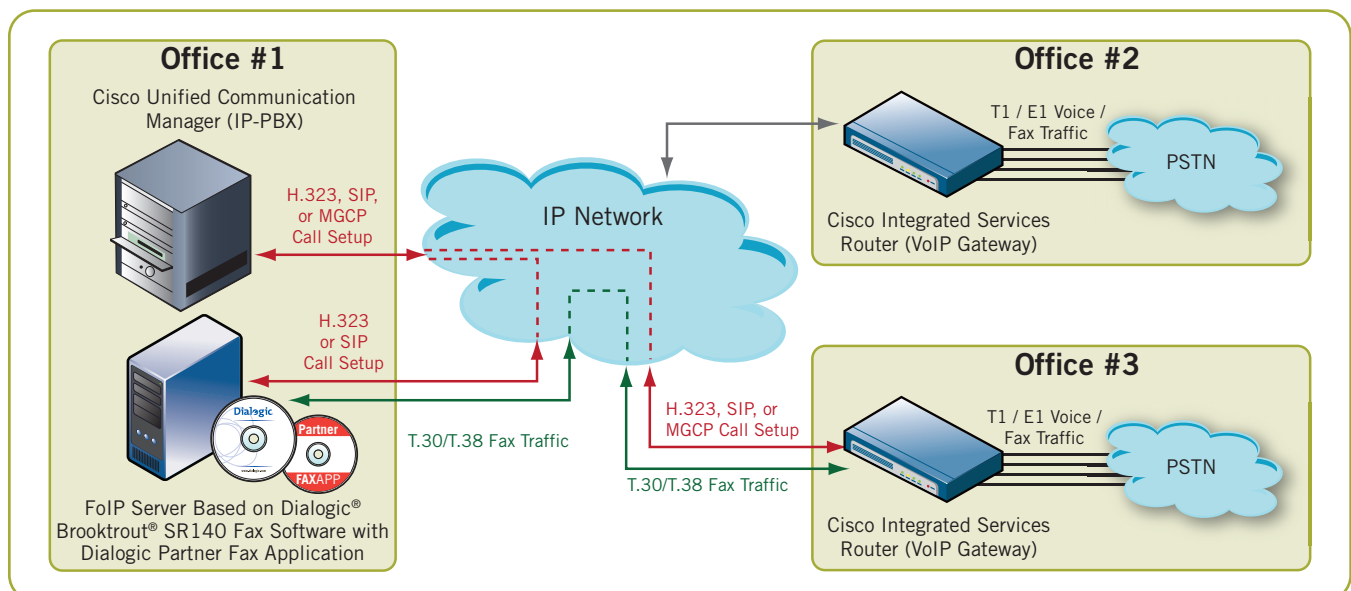 Office #1
Cisco Unified Communication
Manager (IP-PBX)
H.323, SIP,
or MGCP
Call Setup
H.323
or SIP
Call Setup
Dialogic
Partner
FAXAPP
T.30/T.38 Fax Traffic
FoIP Server Based on Dialogic®
Brooktrout® SR140 Fax Software with
Dialogic Partner Fax Application
IP Network
Office #2
T1 / E1 Voice /
Fax Traffic
PSTN
Cisco Integrated Services
Router (VoIP Gateway)
Office #3
H.323, SIP, or
MGCP Call Setup
T1 / E1 Voice /
Fax Traffic
PSTN
T.30/T.38 Fax Traffic
Cisco Integrated Services
Router (VoIP Gateway)